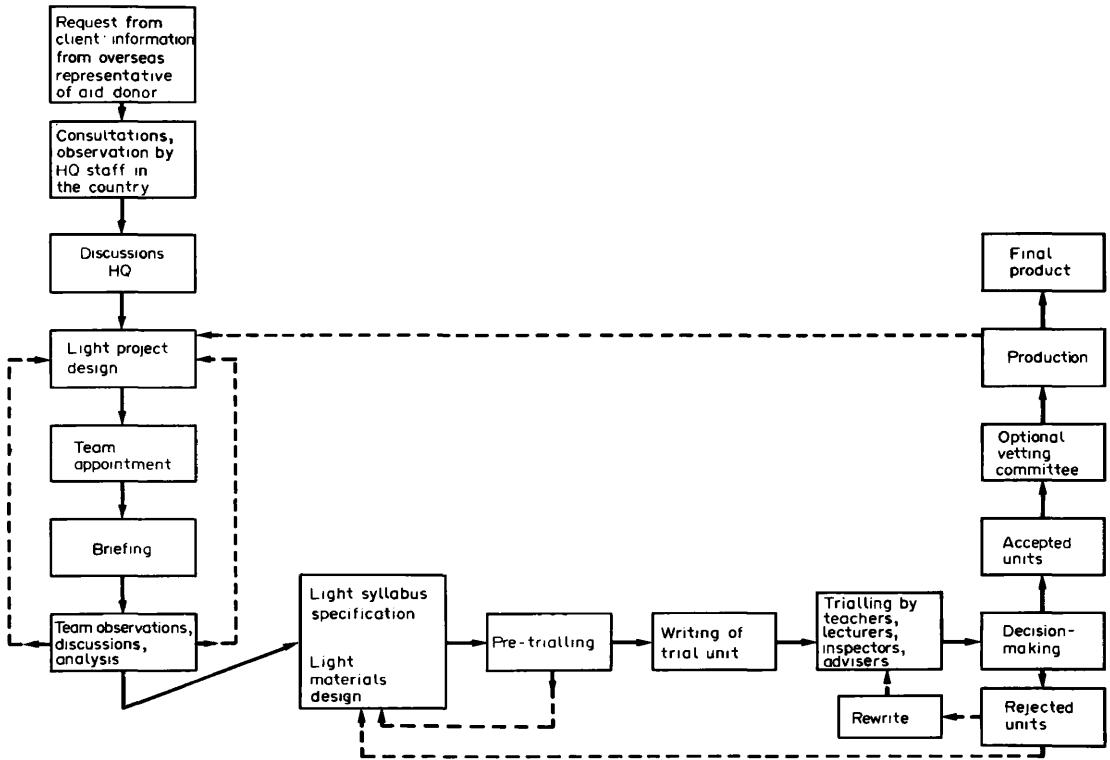 Request from
client information
from overseas
representative
of aid donor
Consultations,
observation by
HQ staff in
the country
Discussions
HQ
Light project
design
Team
appointment
Briefing
Team observations,
discussions,
analysis
Light syllabus
specification
Light
materials
design
Pre-trialling
Writing of
trial unit
Trialling by
teachers,
lecturers,
inspectors,
advisers
Rewrite
Decision-
making
Rejected
units
Accepted
units
Optional
vetting
committee
Production
Final
product